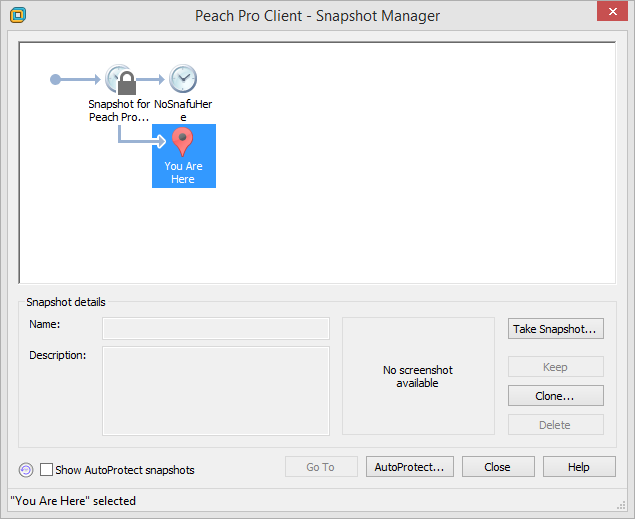 Peach Pro Client - Snapshot Manager
Snapshot for
Peach Pro...
NoSnafuHer
e
You Are
Here
Snapshot details
Name:
Description:
No screenshot
available
Take Snapshot...
Keep
Clone...
Delete
Show AutoProtect snapshots
Go To
AutoProtect...
Close
Help
"You Are Here" selected